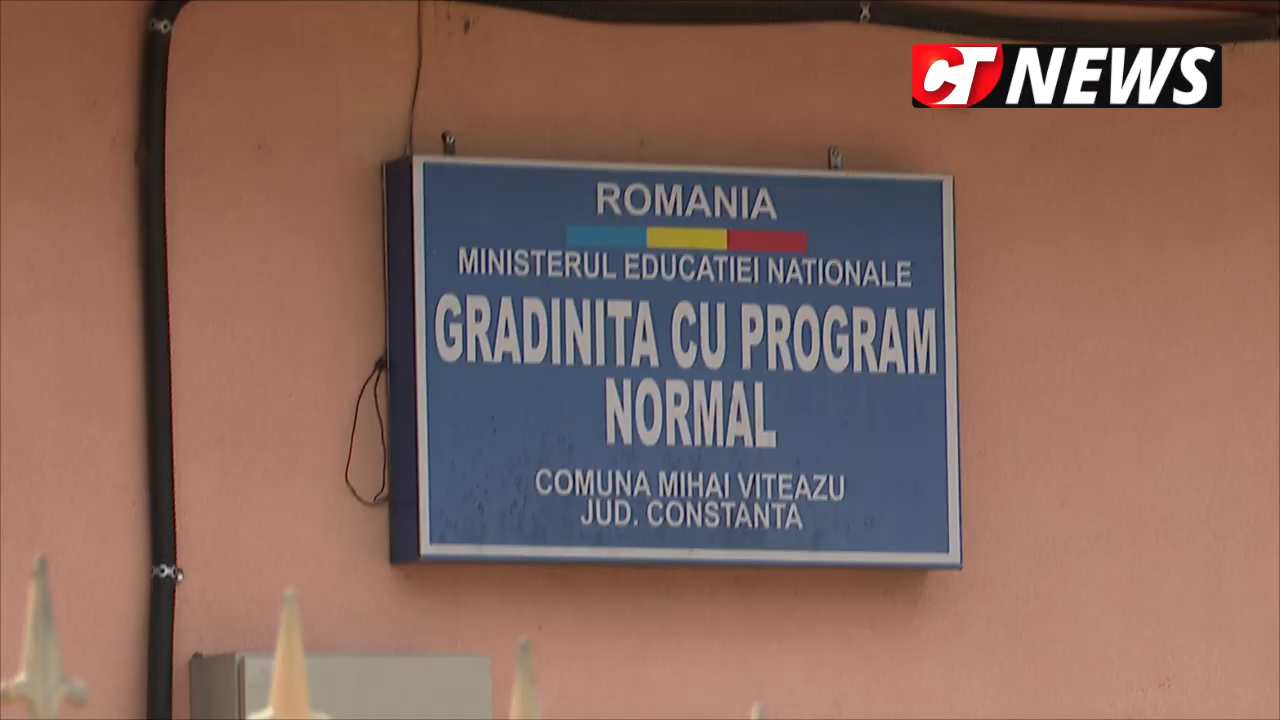 CT NEWS
ROMANIA
MINISTERUL EDUCATIEI NATIONALE
GRADINITA CU PROGRAM
NORMAL
COMUNA MIHAI VITEAZU
JUD. CONSTANTA